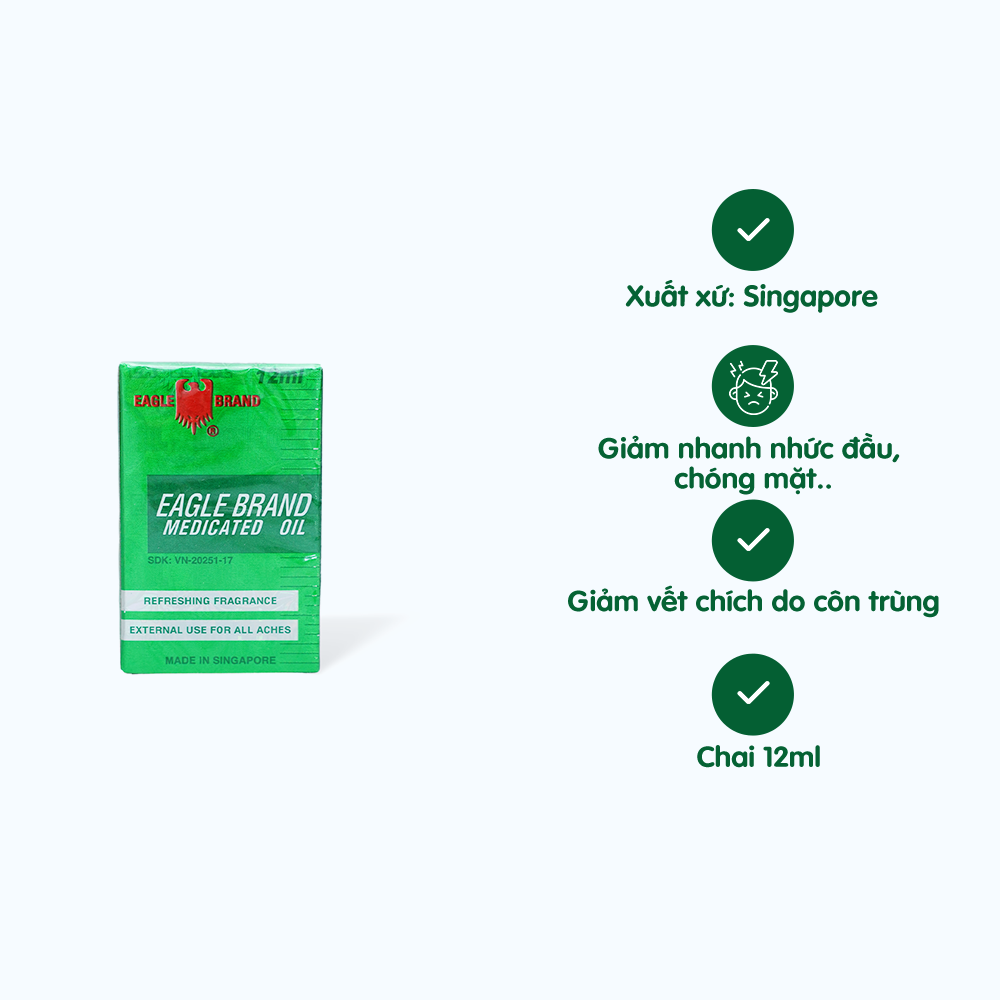 12ml
EAGLE BRAND
®
EAGLE BRAND
MEDICATED OIL
SDK: VN-20251-17
REFRESHING FRAGRANCE
EXTERNAL USE FOR ALL ACHES
MADE IN SINGAPORE
Xuất xứ: Singapore
Giảm nhanh nhức đầu,
chóng mặt..
Giảm vết chích do côn trùng
Chai 12ml